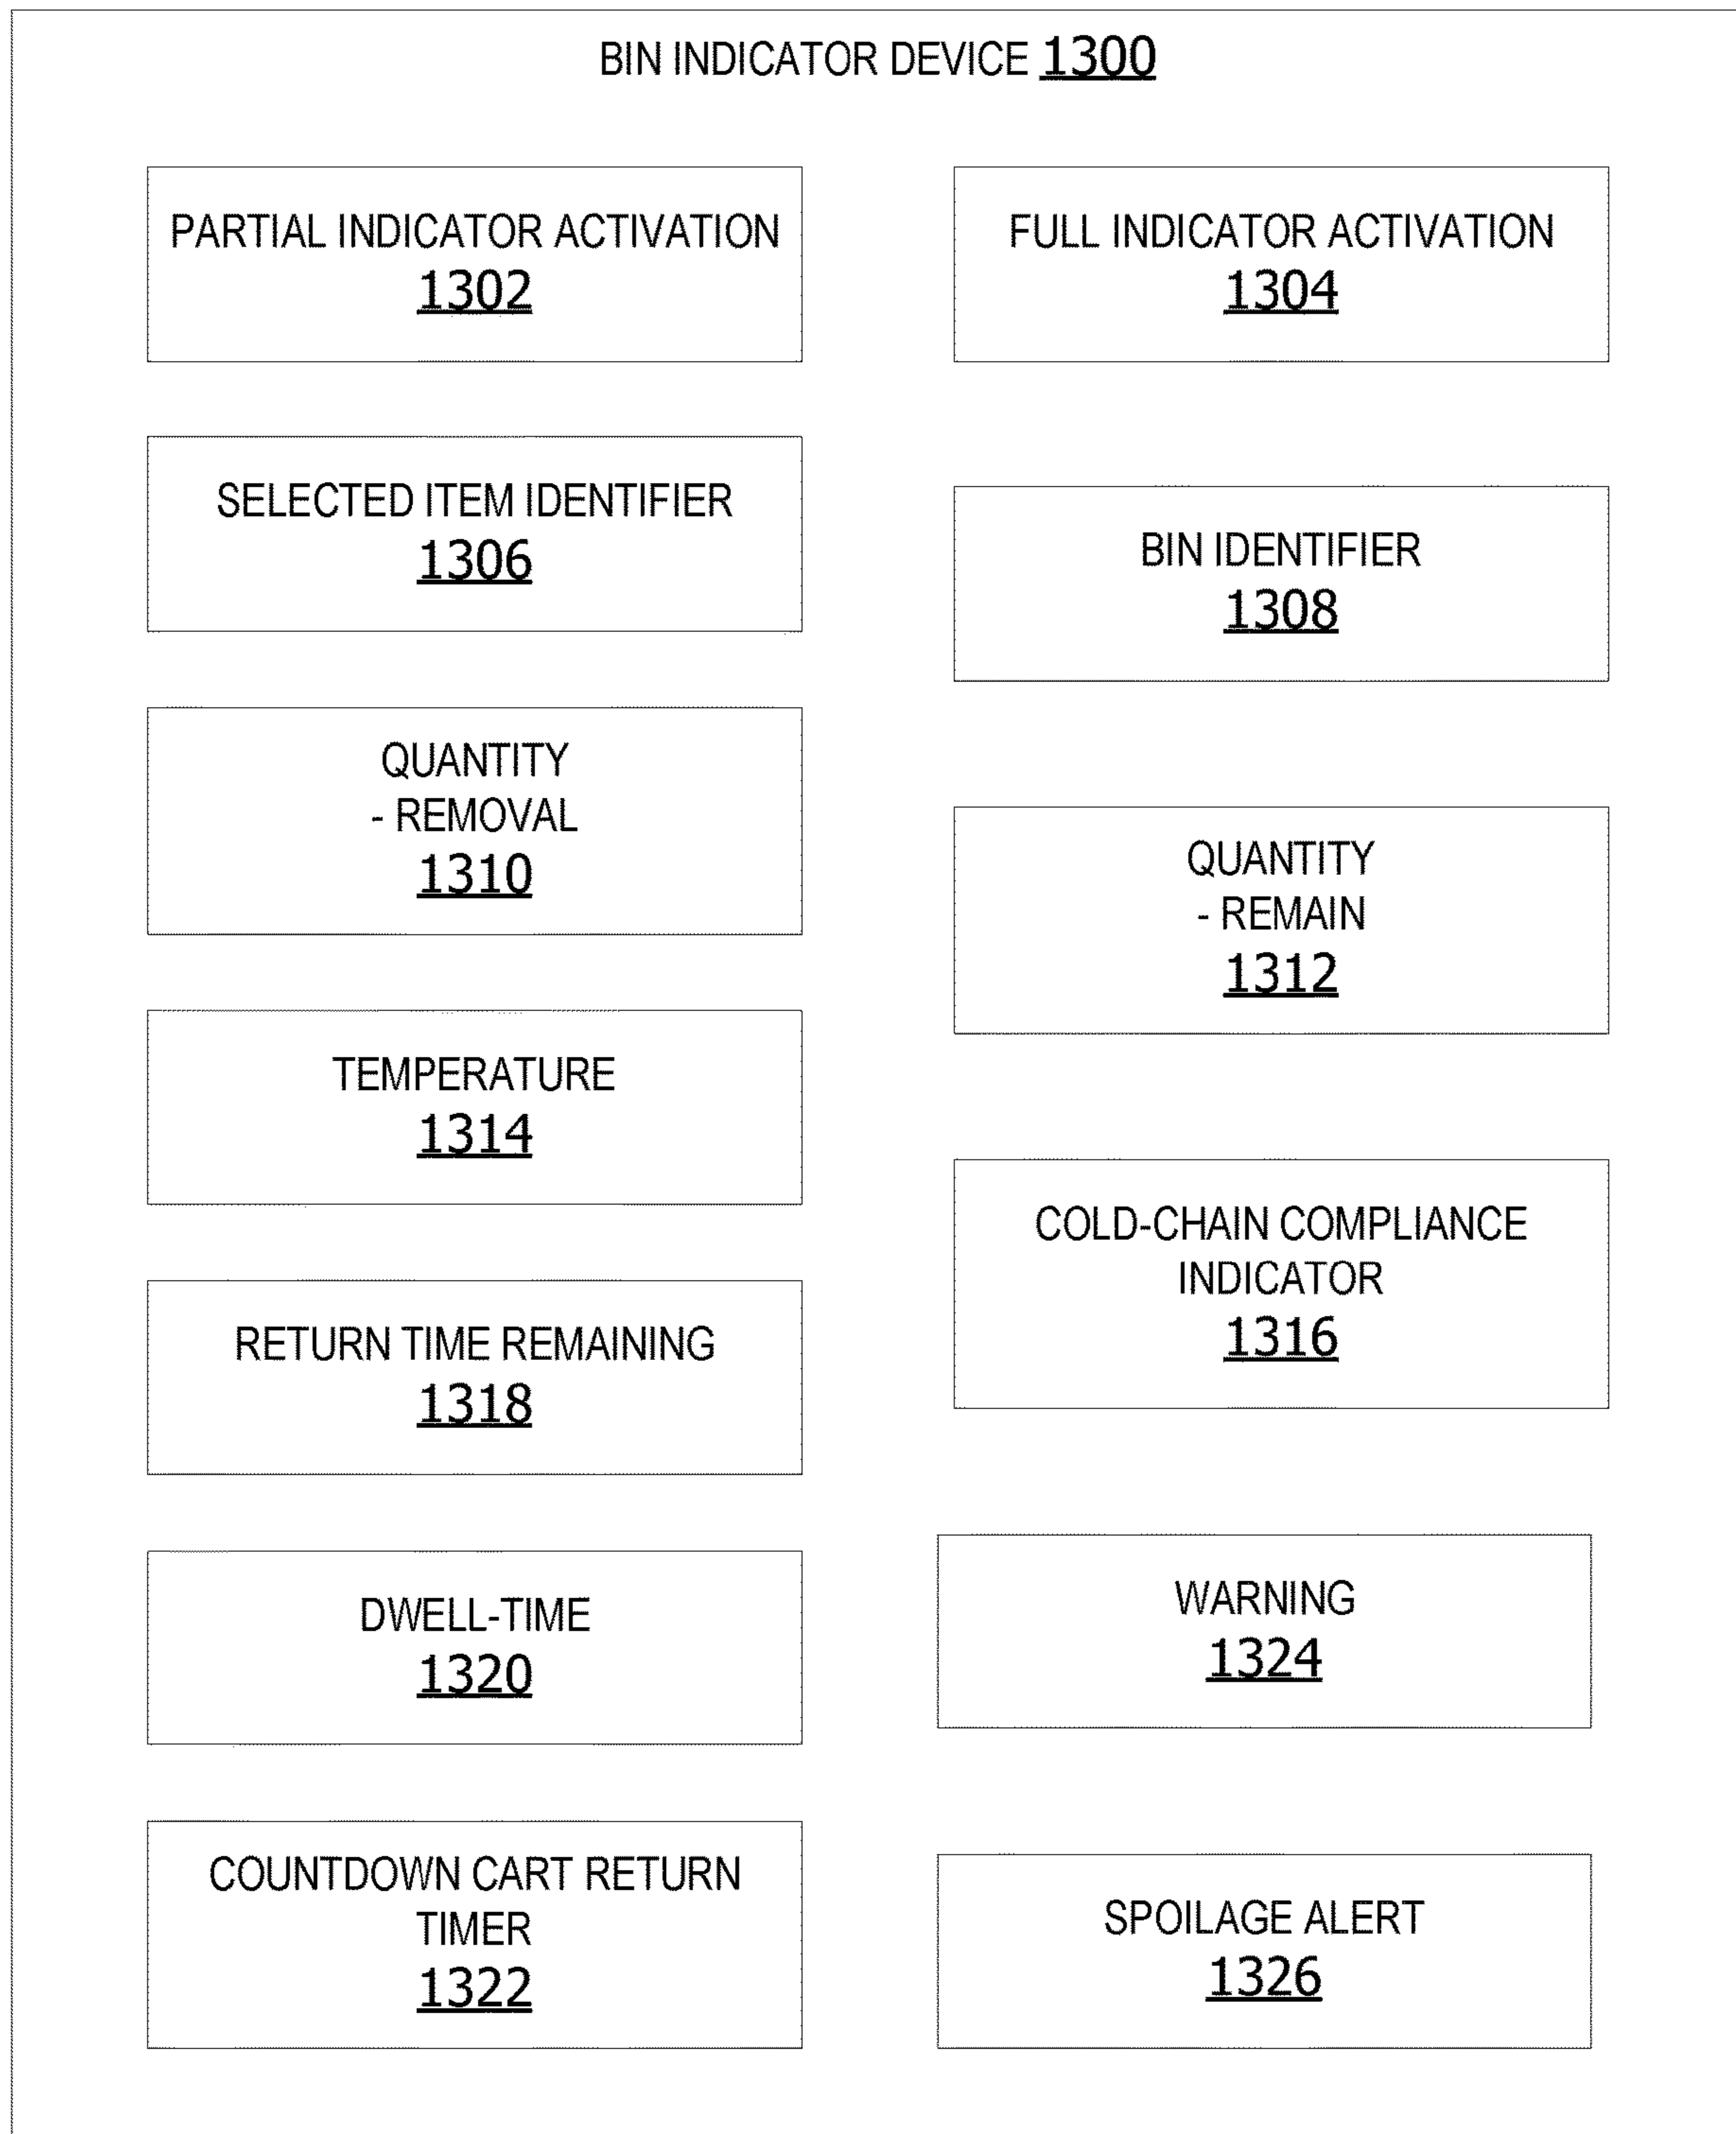 BIN INDICATOR DEVICE 1300
PARTIAL INDICATOR ACTIVATION
1302
FULL INDICATOR ACTIVATION
1304
SELECTED ITEM IDENTIFIER
1306
BIN IDENTIFIER
1308
QUANTITY
- REMOVAL
1310
QUANTITY
- REMAIN
1312
TEMPERATURE
1314
COLD-CHAIN COMPLIANCE
INDICATOR
1316
RETURN TIME REMAINING
1318
DWELL-TIME
1320
WARNING
1324
COUNTDOWN CART RETURN
TIMER
1322
SPOILAGE ALERT
1326